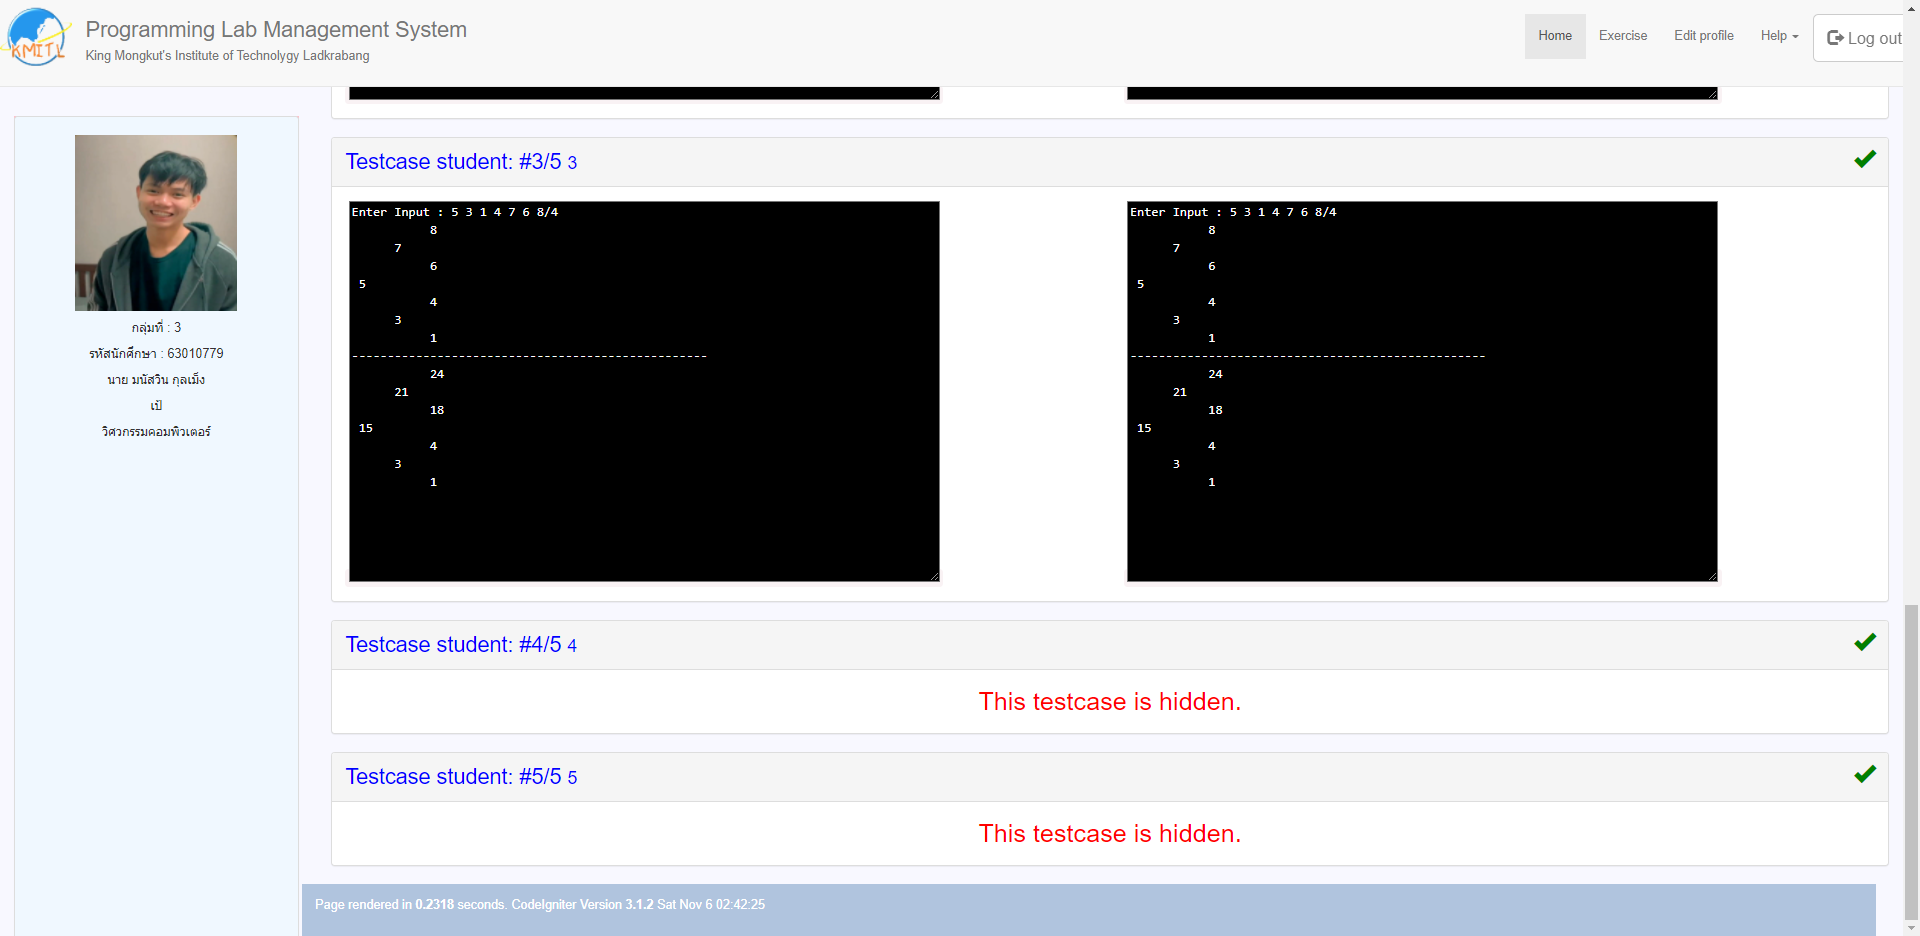 KMITL
Programming Lab Management System
King Mongkut's Institute of Technolygy Ladkrabang
Home Exercise Edit profile Help Log out
กลุ่มที่ : 3
รหัสนักศึกษา : 63010779
นาย มนัสวิน กุลเม็ง
เป้
วิศวกรรมคอมพิวเตอร์
Testcase student: #3/5 3
Enter Input : 5 3 1 4 7 6 8/4
8
7
6
5
4
3
1
--------------------------------------------------
24
21
18
15
4
3
1
Enter Input : 5 3 1 4 7 6 8/4
8
7
6
5
4
3
1
--------------------------------------------------
24
21
18
15
4
3
1
Testcase student: #4/5 4
This testcase is hidden.
Testcase student: #5/5 5
This testcase is hidden.
Page rendered in 0.2318 seconds. CodeIgniter Version 3.1.2 Sat Nov 6 02:42:25